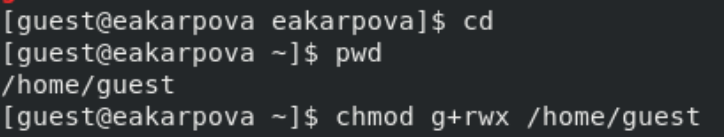 [guest@eakarpova eakarpova]$ cd
[guest@eakarpova ~]$ pwd
/home/guest
[guest@eakarpova ~]$ chmod g+rwx /home/guest